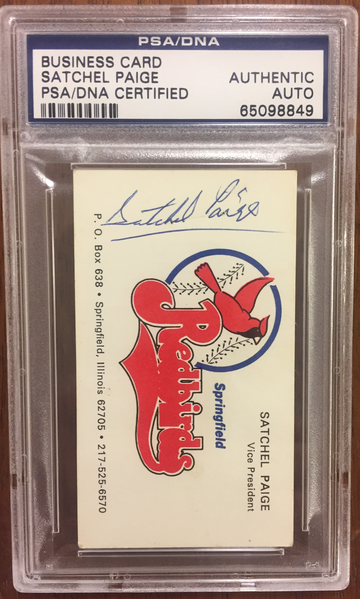 PSA/DNA
BUSINESS CARD
SATCHEL PAIGE
PSA/DNA CERTIFIED
AUTHENTIC
AUTO
65098849
Satchel Paige
SATCHEL PAIGE
Vice President
Springfield
Redbirds
P. O. Box 638 • Springfield, Illinois 62705 • 217-525-6570